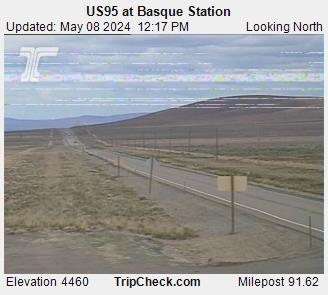 US95 at Basque Station
Updated: May 08 2024 12:17 PM Looking North
Elevation 4460 TripCheck.com Milepost 91.62